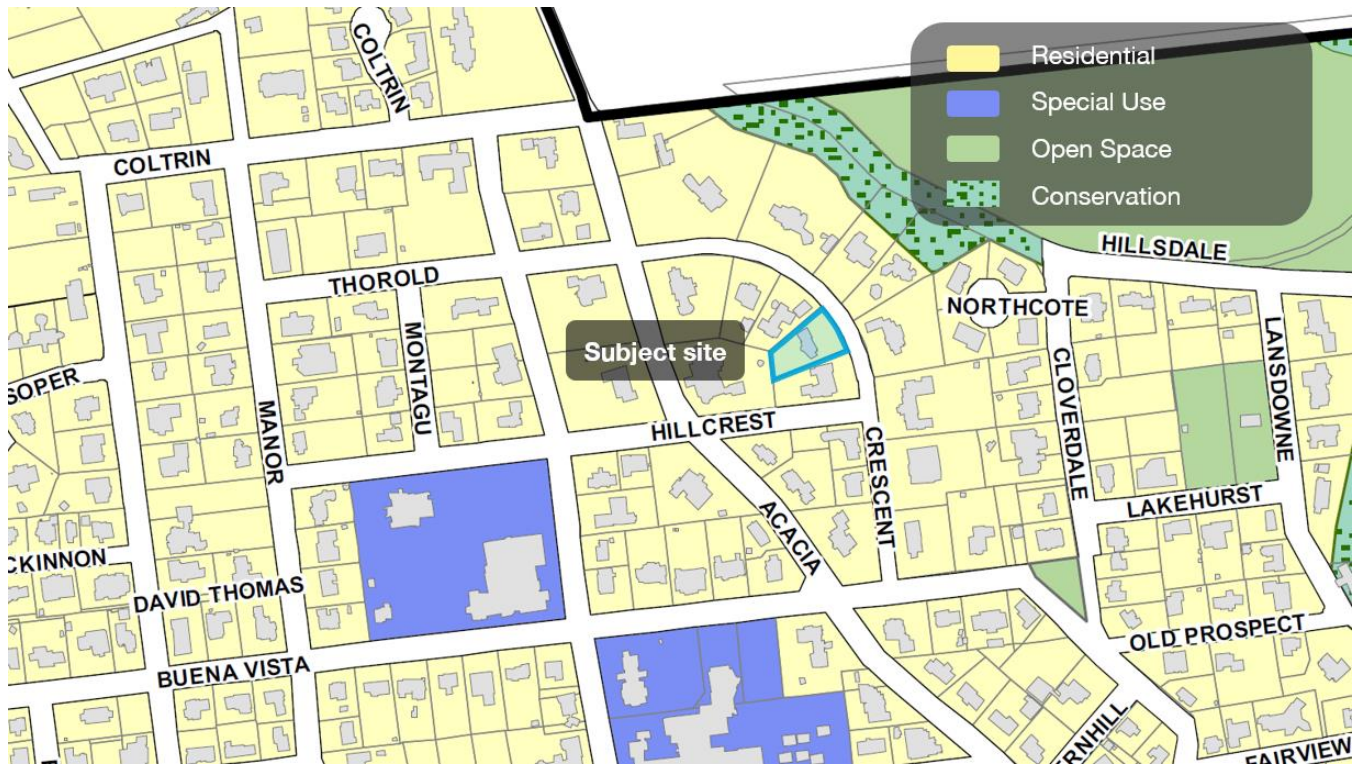 Residential
Special Use
Open Space
Conservation
COLTRIN
COLTRIN
HILLSDALE
THOROLD
NORTHCOTE
MONTAGU
Subject site
LANSDOWNE
CLOVERDALE
SOPER
MANOR
HILLCREST
CRESCENT
LAKEHURST
ACACIA
CKINNON
DAVID THOMAS
OLD PROSPECT
BUENA VISTA
ERNHILL
FAIRVIEW